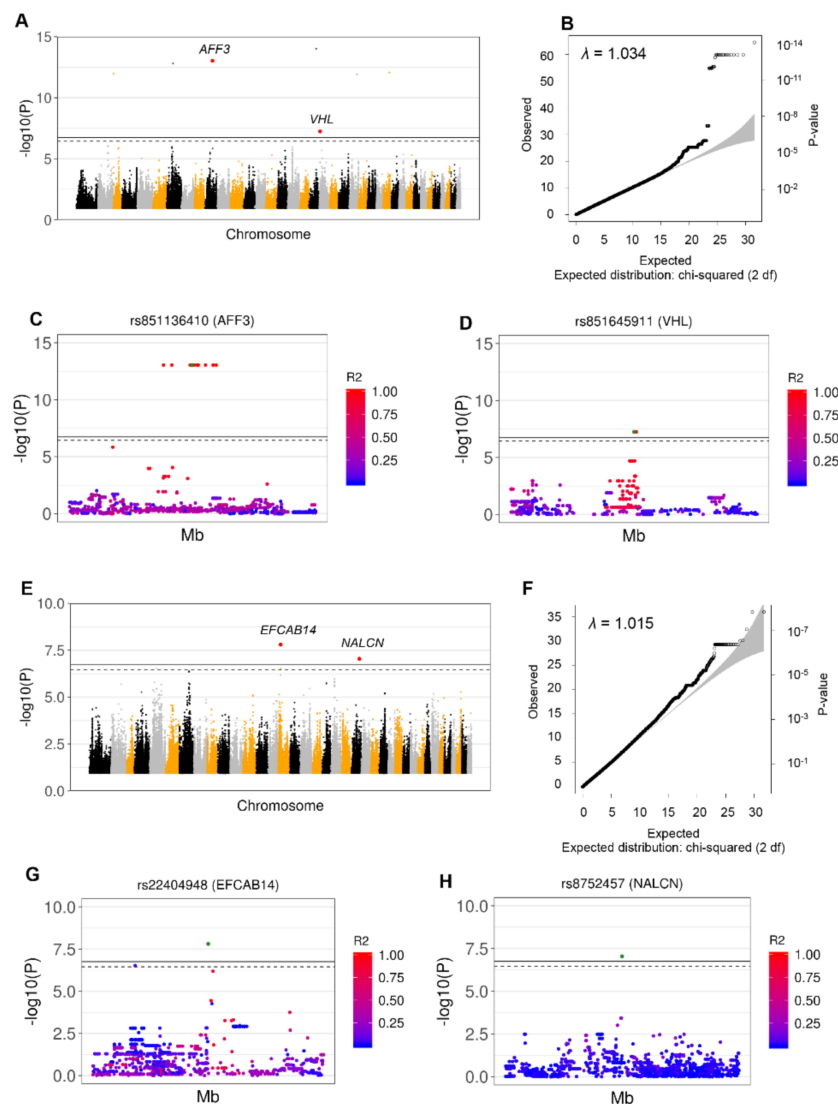 A
15
10
5
0
-log10(P)
AFF3
VHL
Chromosome
B
λ = 1.034
60
50
40
30
20
10
0
Observed
10-14
10-11
10-8
10-5
10-2
P-value
0 5 10 15 20 25 30
Expected
Expected distribution: chi-squared (2 df)
C
rs851136410 (AFF3)
15
10
5
0
-log10(P)
Mb
R2
1.00
0.75
0.50
0.25
D
rs851645911 (VHL)
15
10
5
0
-log10(P)
Mb
R2
1.00
0.75
0.50
0.25
E
10.0
7.5
5.0
2.5
0.0
-log10(P)
EFCAB14
NALCN
Chromosome
F
λ = 1.015
35
30
25
20
15
10
5
0
Observed
10-7
10-5
10-3
10-1
P-value
0 5 10 15 20 25 30
Expected
Expected distribution: chi-squared (2 df)
G
rs22404948 (EFCAB14)
10.0
7.5
5.0
2.5
0.0
-log10(P)
Mb
R2
1.00
0.75
0.50
0.25
H
rs8752457 (NALCN)
10.0
7.5
5.0
2.5
0.0
-log10(P)
Mb
R2
1.00
0.75
0.50
0.25